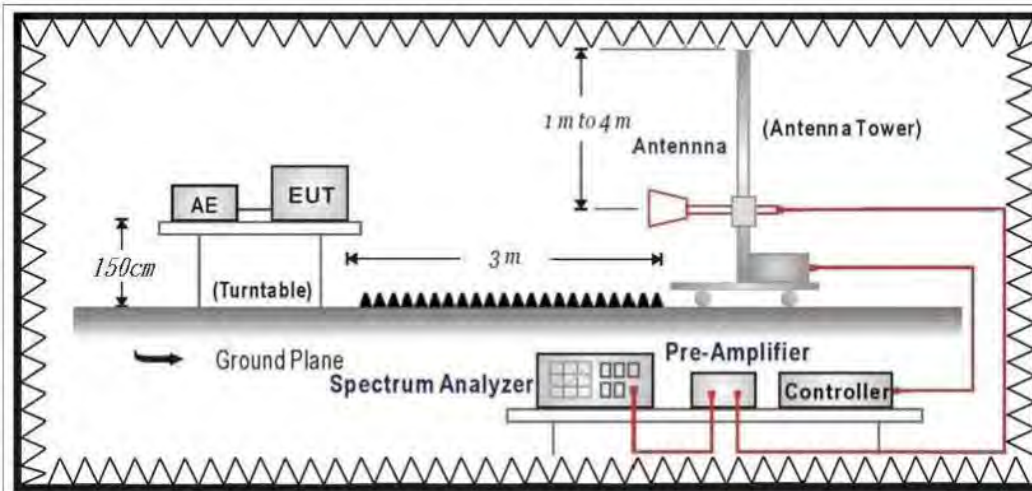 1 m to 4 m
(Antenna Tower)
Antennna
EUT
AE
150cm
3 m
(Turntable)
Ground Plane
Pre-Amplifier
Spectrum Analyzer
Controller